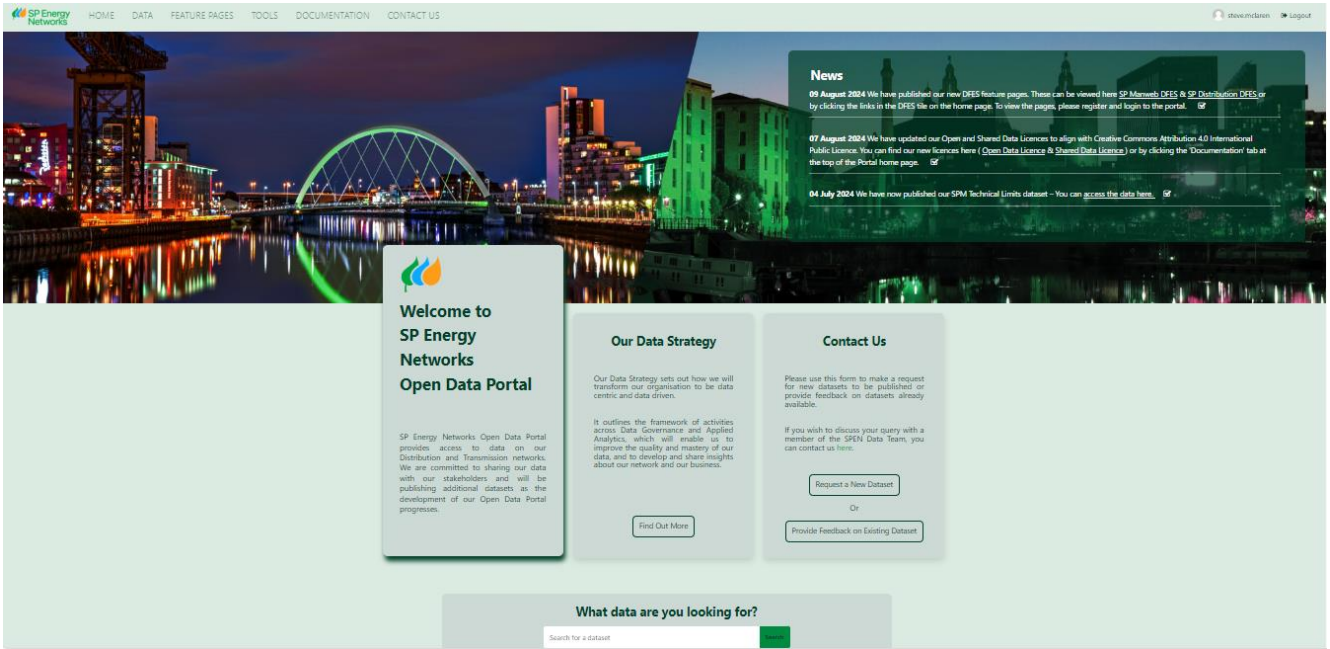 SP Energy
Networks
HOME
DATA
FEATURE PAGES
TOOLS
DOCUMENTATION
CONTACT US
steve.mclaren
Logout
News
09 August 2024 We have published our new DFES feature pages. These can be viewed here SP Manweb DFES & SP Distribution DFES or
by clicking the links in the DFES tile on the home page. To view the pages, please register and login to the portal.
07 August 2024 We have updated our Open and Shared Data Licences to align with Creative Commons Attribution 4.0 International
Public Licence. You can find our new licences here ( Open Data Licence & Shared Data Licence ) or by clicking the 'Documentation' tab at
the top of the Portal home page.
04 July 2024 We have now published our SPM Technical Limits dataset – You can access the data here.
Welcome to
SP Energy
Networks
Open Data Portal
SP Energy Networks Open Data Portal
provides access to data on our
Distribution and Transmission networks.
We are committed to sharing our data
with our stakeholders and will be
publishing additional datasets as the
development of our Open Data Portal
progresses.
Our Data Strategy
Our Data Strategy sets out how we will
transform our organisation to be data
centric and data driven.
It outlines the framework of activities
across Data Governance and Applied
Analytics, which will enable us to
improve the quality and mastery of our
data, and to develop and share insights
about our network and our business.
Find Out More
Contact Us
Please use this form to make a request
for new datasets to be published or
provide feedback on datasets already
available.
If you wish to discuss your query with a
member of the SPEN Data Team, you
can contact us here.
Request a New Dataset
Or
Provide Feedback on Existing Dataset
What data are you looking for?
Search for a dataset
Search